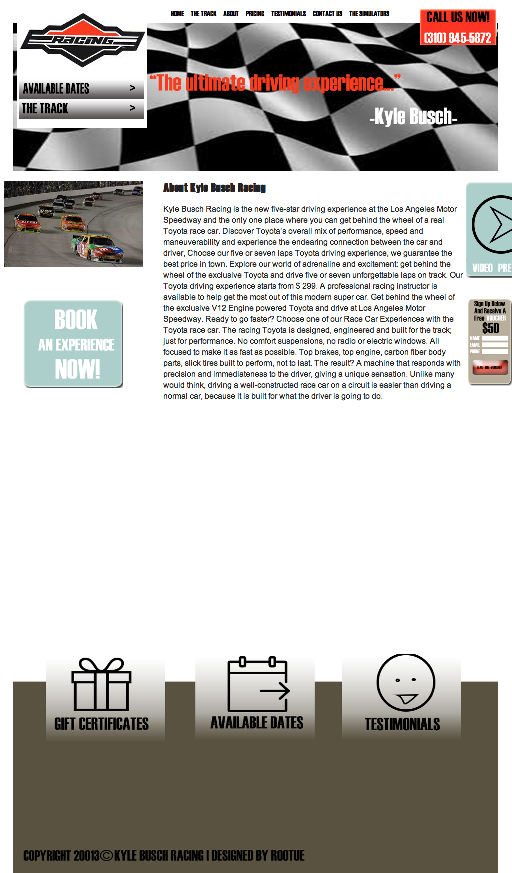 HOME THE TRACK ABOUT PRICING TESTIMONIALS CONTACT US THE SIMULATORS
CALL US NOW!
(310) 945-5872
RACING
AVAILABLE DATES >
THE TRACK >
“The ultimate driving experience...”
-Kyle Busch-
About Kyle Busch Racing
Kyle Busch Racing is the new five-star driving experience at the Los Angeles Motor
Speedway and the only one place where you can get behind the wheel of a real
Toyota race car. Discover Toyota's overall mix of performance, speed and
maneuverability and experience the endearing connection between the car and
driver, Choose our five or seven laps Toyota driving experience, we guarantee the
best price in town. Explore our world of adrenaline and excitement: get behind the
wheel of the exclusive Toyota and drive five or seven unforgettable laps on track. Our
Toyota driving experience starts from $ 299. A professional racing instructor is
available to help get the most out of this modern super car. Get behind the wheel of
the exclusive V12 Engine powered Toyota and drive at Los Angeles Motor
Speedway. Ready to go faster? Choose one of our Race Car Experiences with the
Toyota race car. The racing Toyota is designed, engineered and built for the track;
just for performance. No comfort suspensions, no radio or electric windows. All
focused to make it as fast as possible. Top brakes, top engine, carbon fiber body
parts, slick tires built to perform, not to last. The result? A machine that responds with
precision and immediateness to the driver, giving a unique sensation. Unlike many
would think, driving a well-constructed race car on a circuit is easier than driving a
normal car, because it is built for what the driver is going to do.
VIDEO PRE
BOOK
AN EXPERIENCE
NOW!
Sign Up Below
And Receive A
Free VOUCHER
$50
NAME
EMAIL
PHONE
GIFT CERTIFICATES
AVAILABLE DATES
TESTIMONIALS
COPYRIGHT 20013© KYLE BUSCH RACING | DESIGNED BY ROOTUE